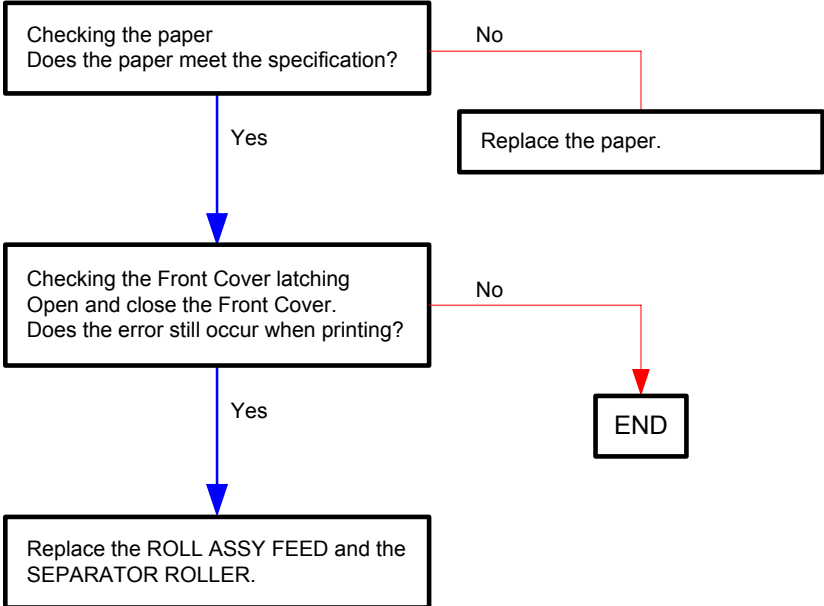 Checking the paper
Does the paper meet the specification?
No
Yes
Replace the paper.
Checking the Front Cover latching
Open and close the Front Cover.
Does the error still occur when printing?
No
Yes
END
Replace the ROLL ASSY FEED and the
SEPARATOR ROLLER.